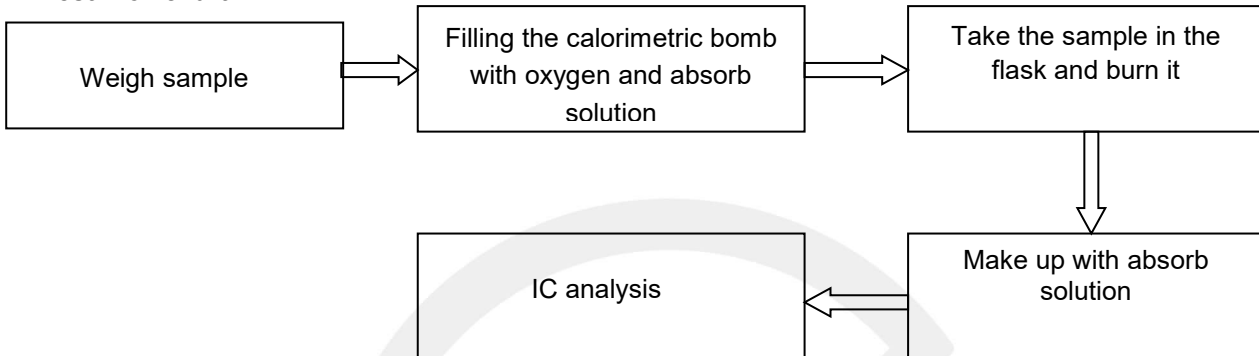 Weigh sample
Filling the calorimetric bomb
with oxygen and absorb
solution
Take the sample in the
flask and burn it
Make up with absorb
solution
IC analysis